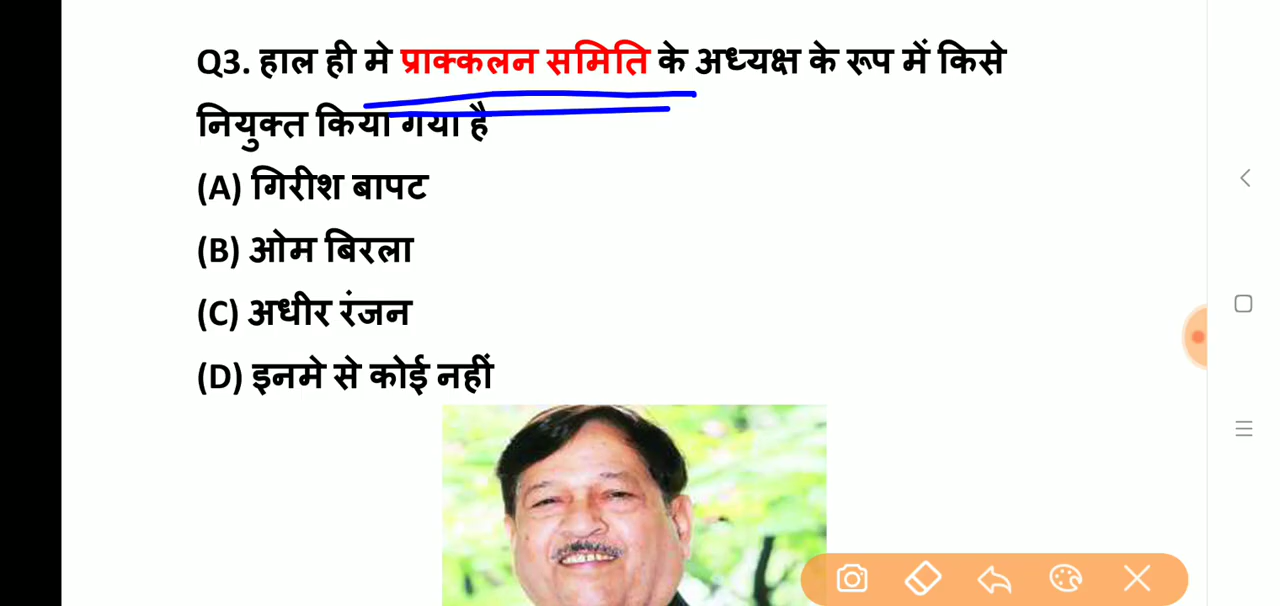 Q3. हाल ही मे प्राक्कलन समिति के अध्यक्ष के रूप में किसे
नियुक्त किया गया है
(A) गिरीश बापट
(B) ओम बिरला
(C) अधीर रंजन
(D) इनमे से कोई नहीं